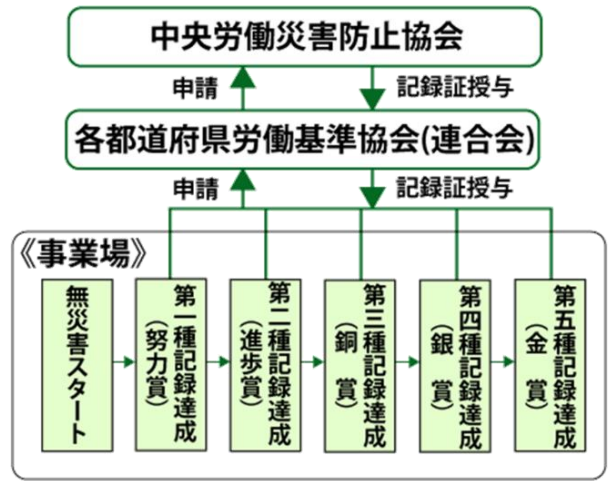 中央労働災害防止協会
申請
記録証授与
各都道府県労働基準協会(連合会)
申請
記録証授与
《事業場》
無災害スタート
第一種記録達成
(努力賞)
第二種記録達成
(進歩賞)
第三種記録達成
(銅　賞)
第四種記録達成
(銀　賞)
第五種記録達成
(金　賞)